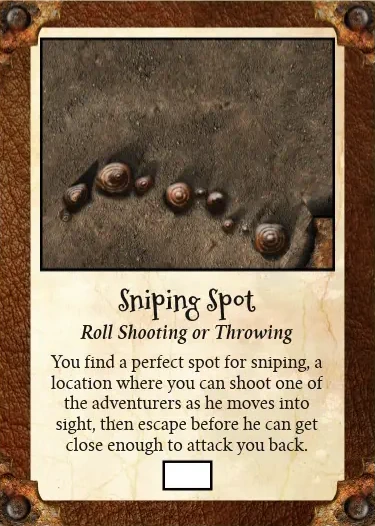 Sniping Spot
Roll Shooting or Throwing
You find a perfect spot for sniping, a
location where you can shoot one of
the adventurers as he moves into
sight, then escape before he can get
close enough to attack you back.